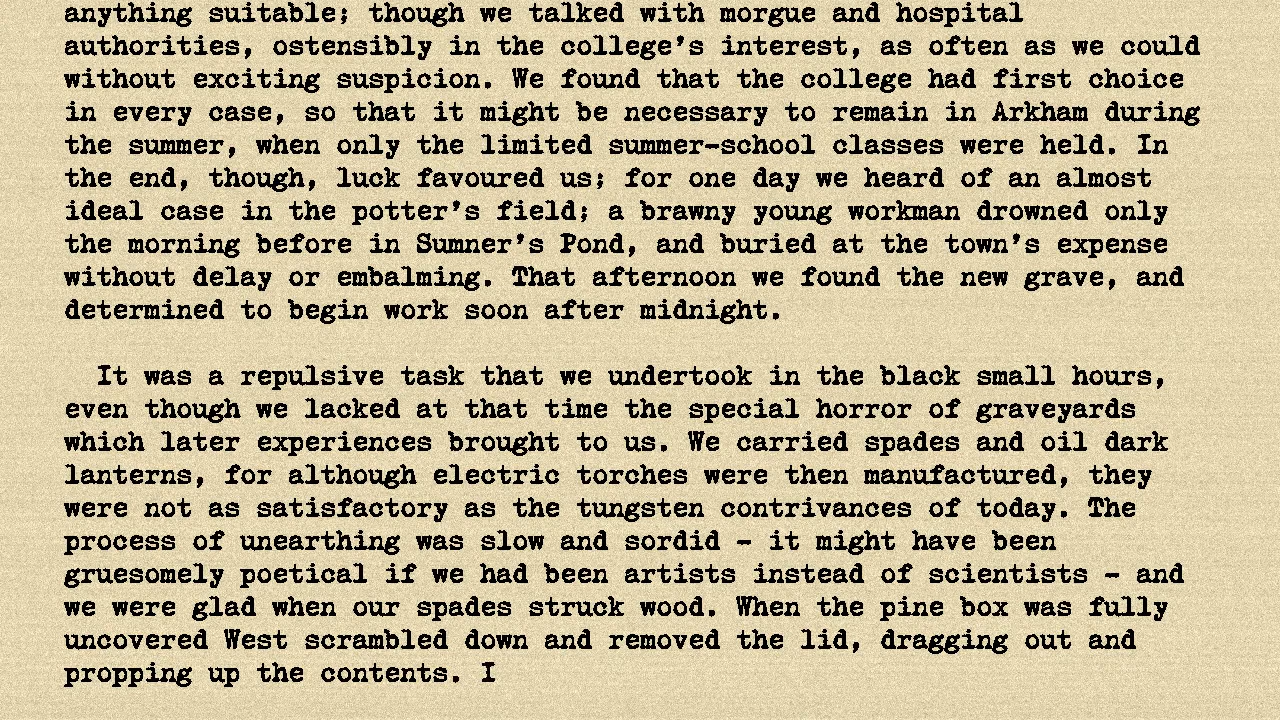 anything suitable; though we talked with morgue and hospital
authorities, ostensibly in the college's interest, as often as we could
without exciting suspicion. We found that the college had first choice
in every case, so that it might be necessary to remain in Arkham during
the summer, when only the limited summer-school classes were held. In
the end, though, luck favoured us; for one day we heard of an almost
ideal case in the potter's field; a brawny young workman drowned only
the morning before in Sumner's Pond, and buried at the town's expense
without delay or embalming. That afternoon we found the new grave, and
determined to begin work soon after midnight.
It was a repulsive task that we undertook in the black small hours,
even though we lacked at that time the special horror of graveyards
which later experiences brought to us. We carried spades and oil dark
lanterns, for although electric torches were then manufactured, they
were not as satisfactory as the tungsten contrivances of today. The
process of unearthing was slow and sordid – it might have been
gruesomely poetical if we had been artists instead of scientists – and
we were glad when our spades struck wood. When the pine box was fully
uncovered West scrambled down and removed the lid, dragging out and
propping up the contents. I